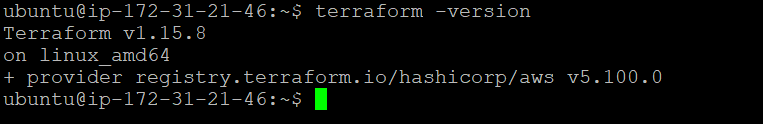 ubuntu@ip-172-31-21-46:~$ terraform -version
Terraform v1.15.8
on linux_amd64
+ provider registry.terraform.io/hashicorp/aws v5.100.0
ubuntu@ip-172-31-21-46:~$